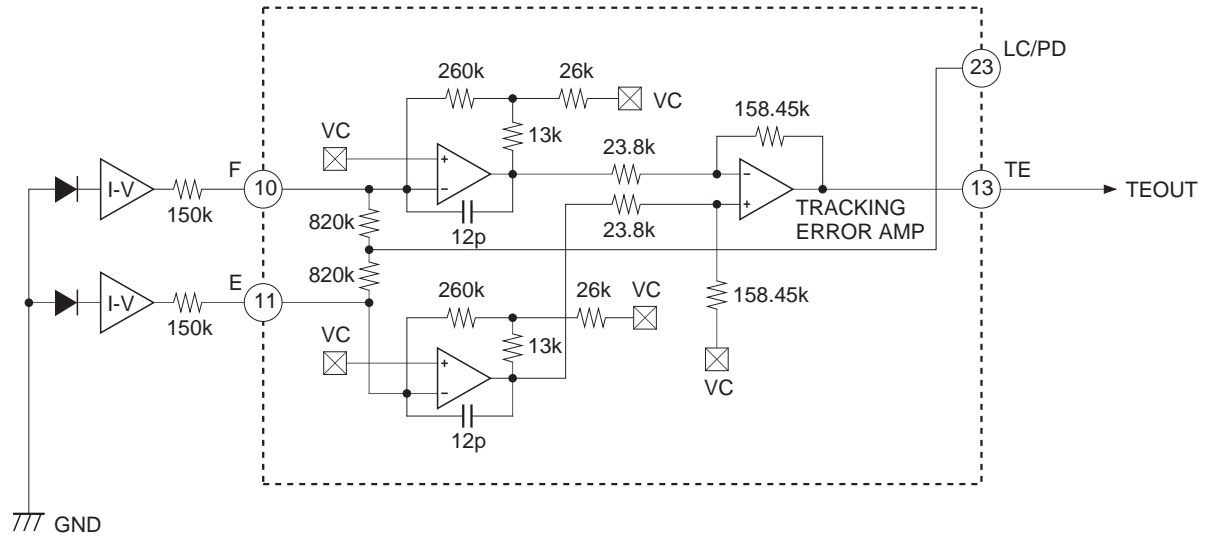 LC/PD
23
260k
26k
VC
158.45k
13k
VC
23.8k
F
I-V
10
+
−
−
+
TE
13
TEOUT
150k
820k
12p
23.8k
TRACKING
ERROR AMP
E
820k
I-V
11
260k
26k
VC
158.45k
150k
VC
13k
+
−
VC
12p
GND